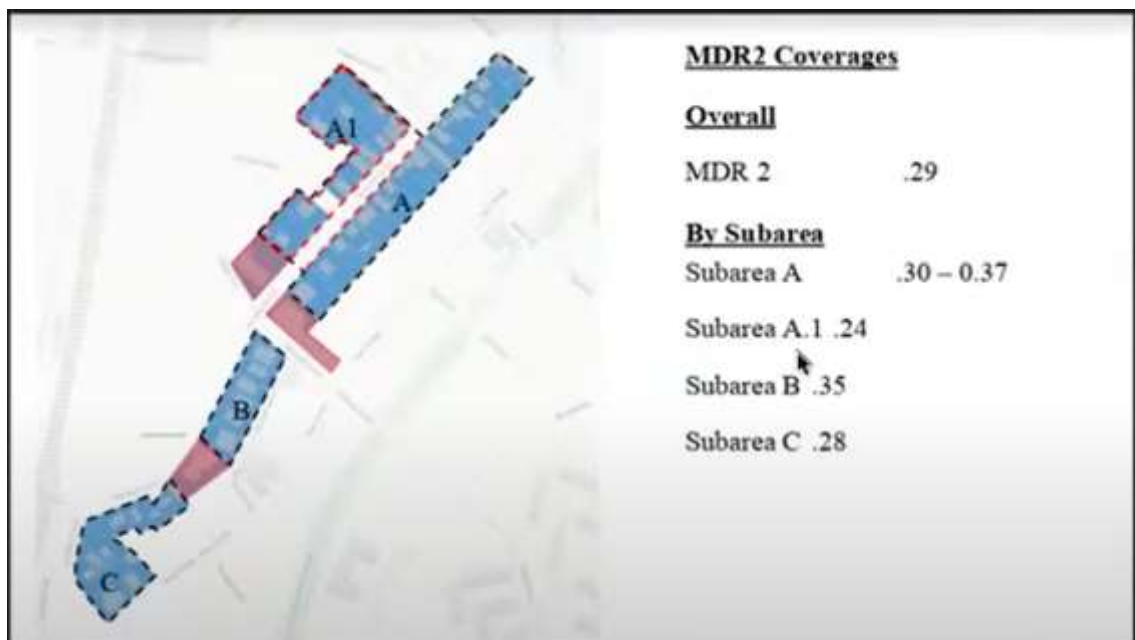 A1
A
B
C
MDR2 Coverages
Overall
MDR 2 .29
By Subarea
Subarea A .30 – 0.37
Subarea A.1 .24
Subarea B .35
Subarea C .28